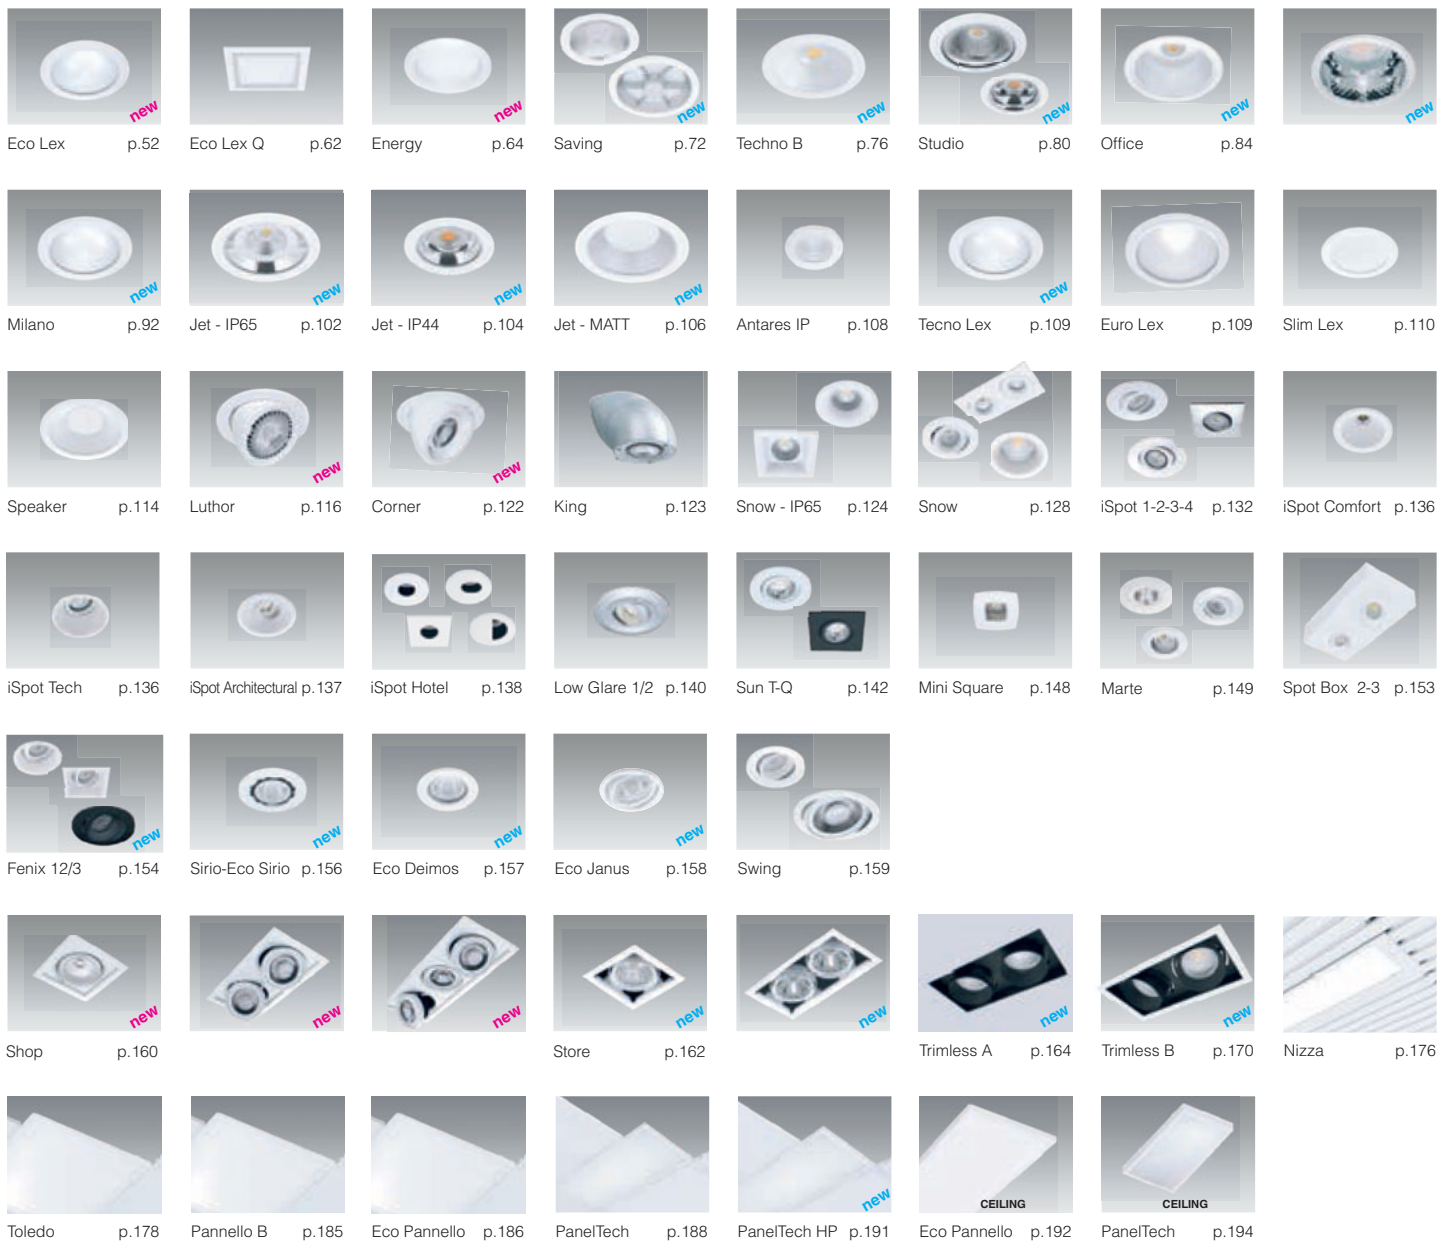 new
new
new
new
new
new
new
Eco Lex p.52
Eco Lex Q p.62
Energy p.64
Saving p.72
Techno B p.76
Studio p.80
Office p.84
new
new
new
new
new
Milano p.92
Jet - IP65 p.102
Jet - IP44 p.104
Jet - MATT p.106
Antares IP p.108
Tecno Lex p.109
Euro Lex p.109
Slim Lex p.110
new
new
Speaker p.114
Luthor p.116
Corner p.122
King p.123
Snow - IP65 p.124
Snow p.128
iSpot 1-2-3-4 p.132
iSpot Comfort p.136
iSpot Tech p.136
iSpot Architectural p.137
iSpot Hotel p.138
Low Glare 1/2 p.140
Sun T-Q p.142
Mini Square p.148
Marte p.149
Spot Box 2-3 p.153
new
new
new
new
Fenix 12/3 p.154
Sirio-Eco Sirio p.156
Eco Deimos p.157
Eco Janus p.158
Swing p.159
new
new
new
new
new
new
new
Shop p.160
Store p.162
Trimless A p.164
Trimless B p.170
Nizza p.176
new
CEILING
CEILING
Toledo p.178
Pannello B p.185
Eco Pannello p.186
PanelTech p.188
PanelTech HP p.191
Eco Pannello p.192
PanelTech p.194